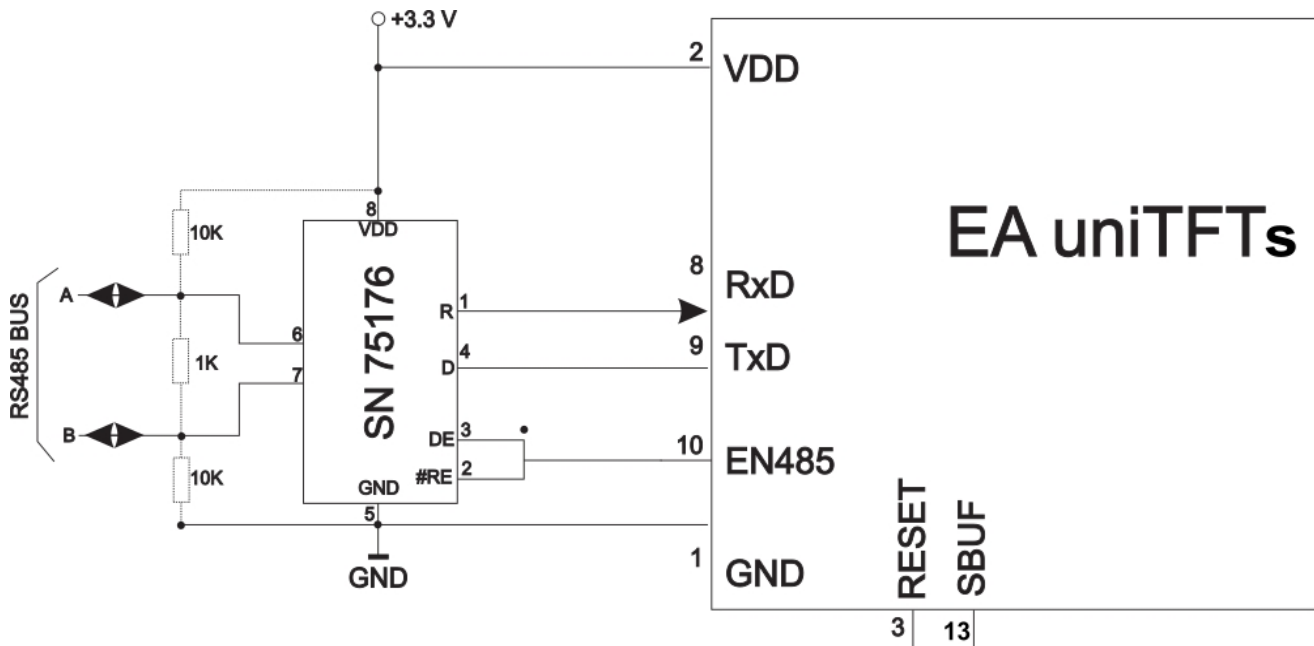 +3.3 V
2
VDD
8
VDD
10K
EA uniTFTs
8
RxD
A
R
1
6
9
TxD
RS485 BUS
1K
SN 75176
D
4
7
B
DE
3
10
EN485
10K
#RE
2
GND
5
1
GND
GND
RESET
SBUF
3
13